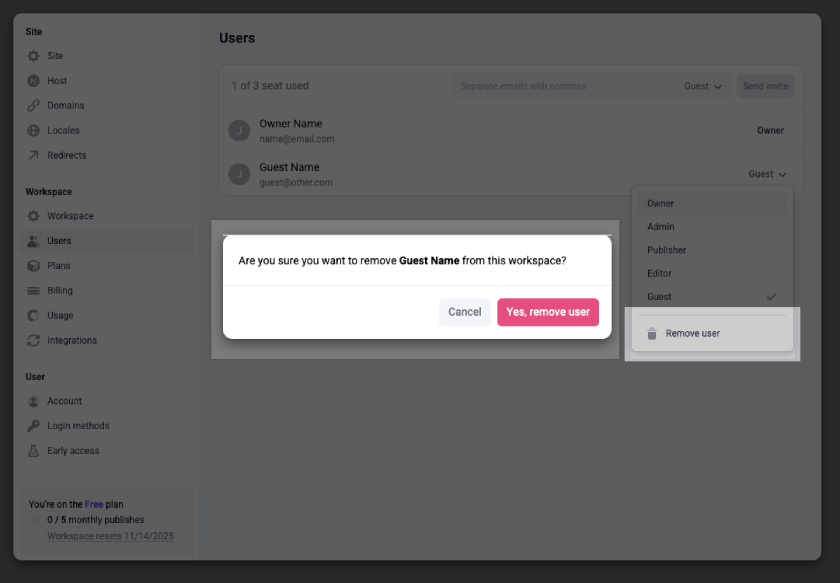 Site
Site
Host
Domains
Locales
Redirects
Workspace
Workspace
Users
Plans
Billing
Usage
Integrations
User
Account
Login methods
Early access
You're on the Free plan
0 / 5 monthly publishes
Workspace resets 11/14/2025
Users
1 of 3 seat used
Separate emails with commas
Guest
Send invite
J
Owner Name
name@email.com
Owner
J
Guest Name
guest@other.com
Guest
Owner
Admin
Publisher
Editor
Guest
Remove user
Are you sure you want to remove Guest Name from this workspace?
Cancel
Yes, remove user